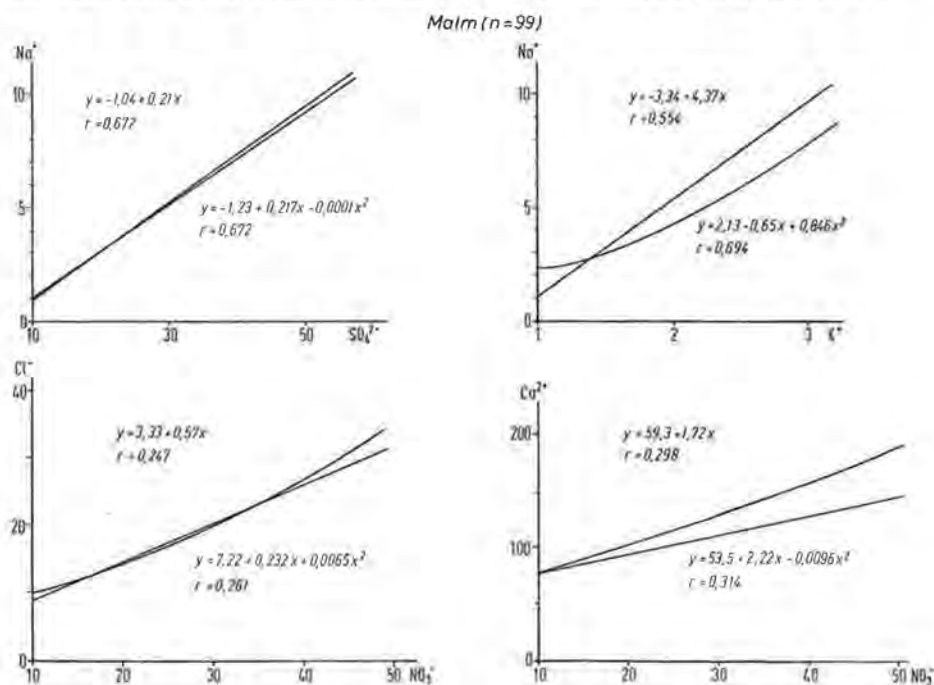 Malm (n=99)
Na⁺
10
5
0
10
30
50
SO₄²⁻
y = -1,04 + 0,21x
r = 0,672
y = -1,23 + 0,217x - 0,0001x²
r = 0,672
Na⁺
10
5
0
1
2
3
K⁺
y = -3,34 + 4,37x
r = 0,554
y = 2,13 - 0,65x + 0,846x²
r = 0,694
Cl⁻
40
20
0
10
20
30
40
50
NO₃⁻
y = 3,33 + 0,57x
r = 0,247
y = 7,22 + 0,232x + 0,0065x²
r = 0,261
Ca²⁺
200
100
0
10
20
30
40
50
NO₃⁻
y = 59,3 + 1,72x
r = 0,298
y = 53,5 + 2,22x - 0,0096x²
r = 0,314